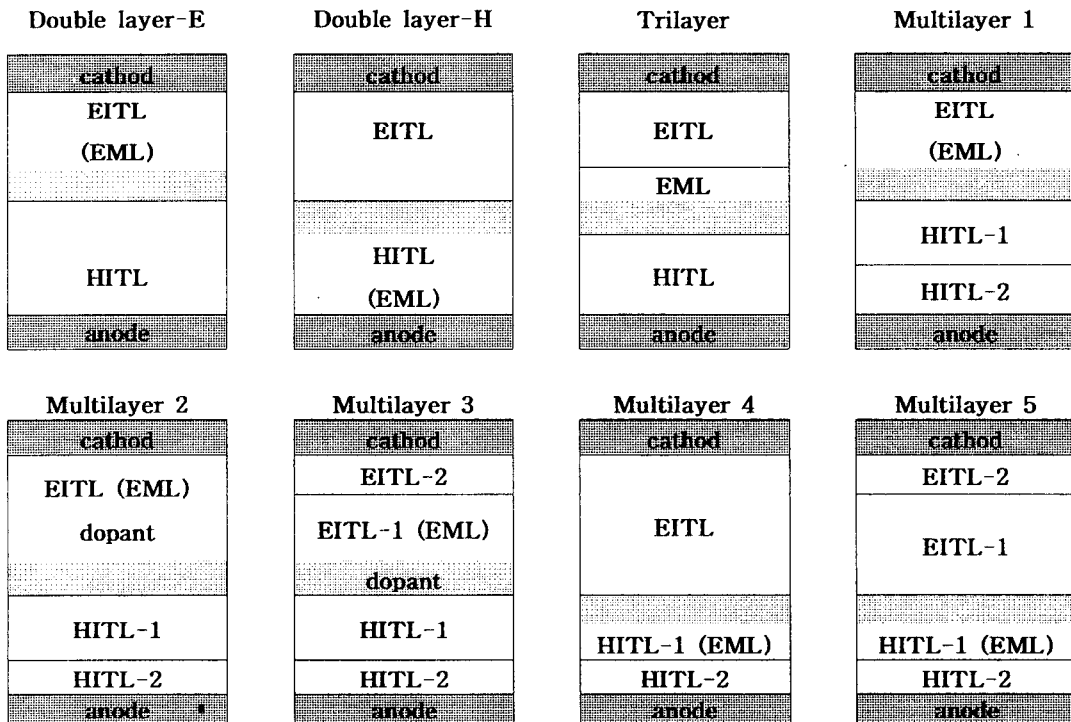 Double layer-E
cathod
EITL
(EML)
HITL
anode
Double layer-H
cathod
EITL
HITL
(EML)
anode
Trilayer
cathod
EITL
EML
HITL
anode
Multilayer 1
cathod
EITL
(EML)
HITL-1
HITL-2
anode
Multilayer 2
cathod
EITL (EML)
dopant
HITL-1
HITL-2
anode
Multilayer 3
cathod
EITL-2
EITL-1 (EML)
dopant
HITL-1
HITL-2
anode
Multilayer 4
cathod
EITL
HITL-1 (EML)
HITL-2
anode
Multilayer 5
cathod
EITL-2
EITL-1
HITL-1 (EML)
HITL-2
anode